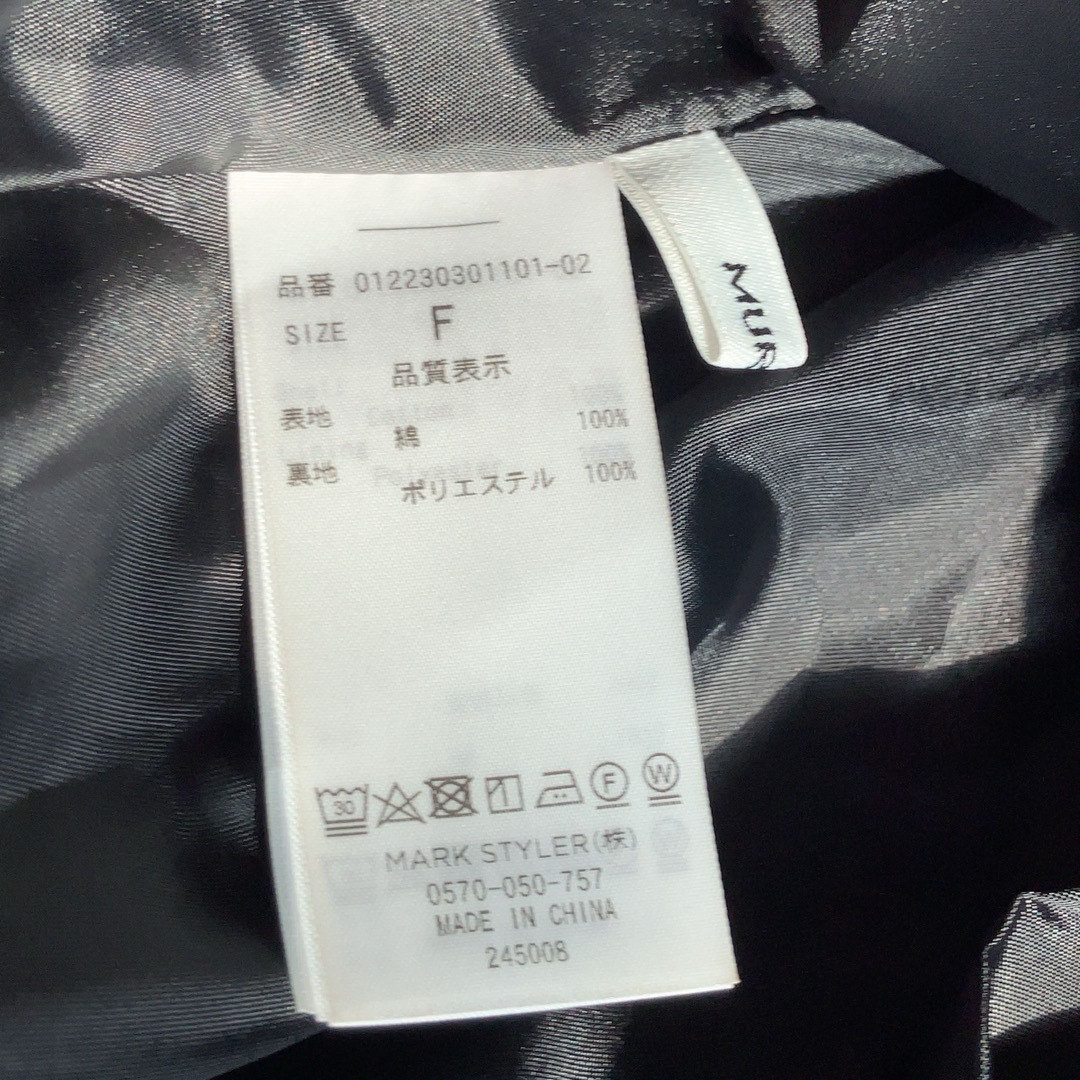 品番 012230301101-02
SIZE F
品質表示
表地 綿 100%
裏地 ポリエステル 100%
30 F W
MARK STYLER(株)
0570-050-757
MADE IN CHINA
245008
MUR